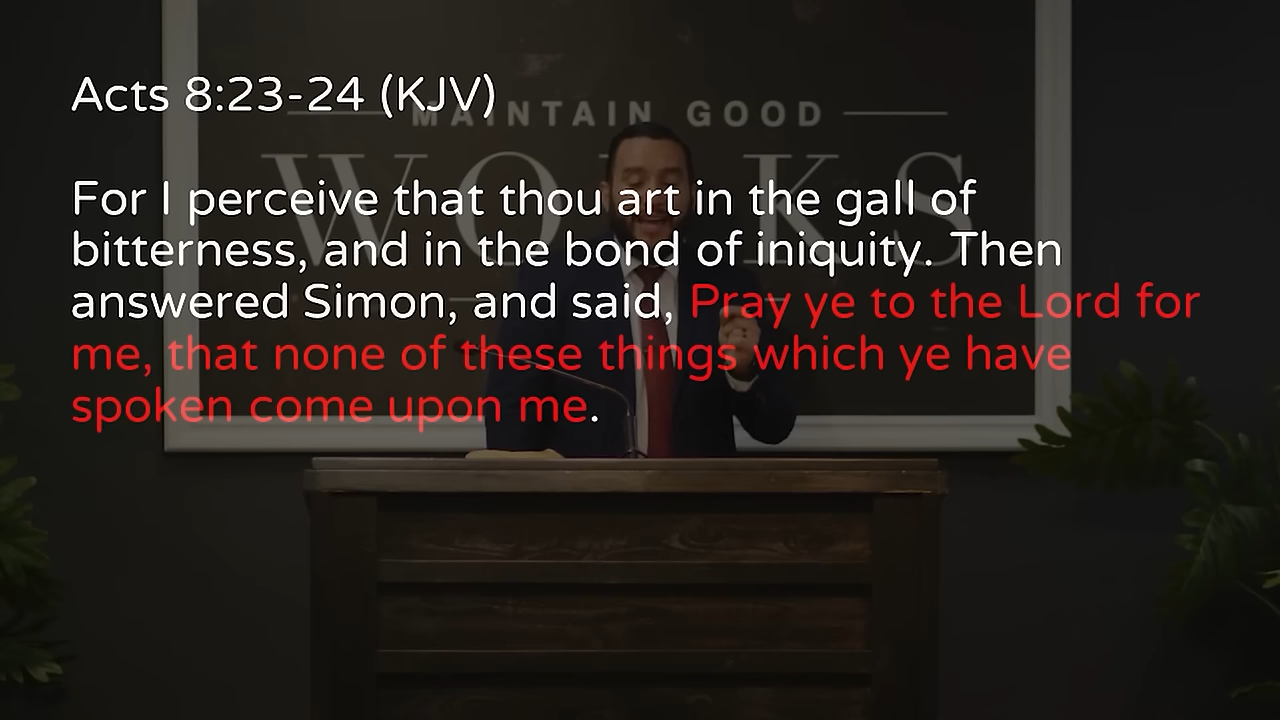 Acts 8:23-24 (KJV)
MAINTAIN GOOD
WORKS
For I perceive that thou art in the gall of
bitterness, and in the bond of iniquity. Then
answered Simon, and said, Pray ye to the Lord for
me, that none of these things which ye have
spoken come upon me.